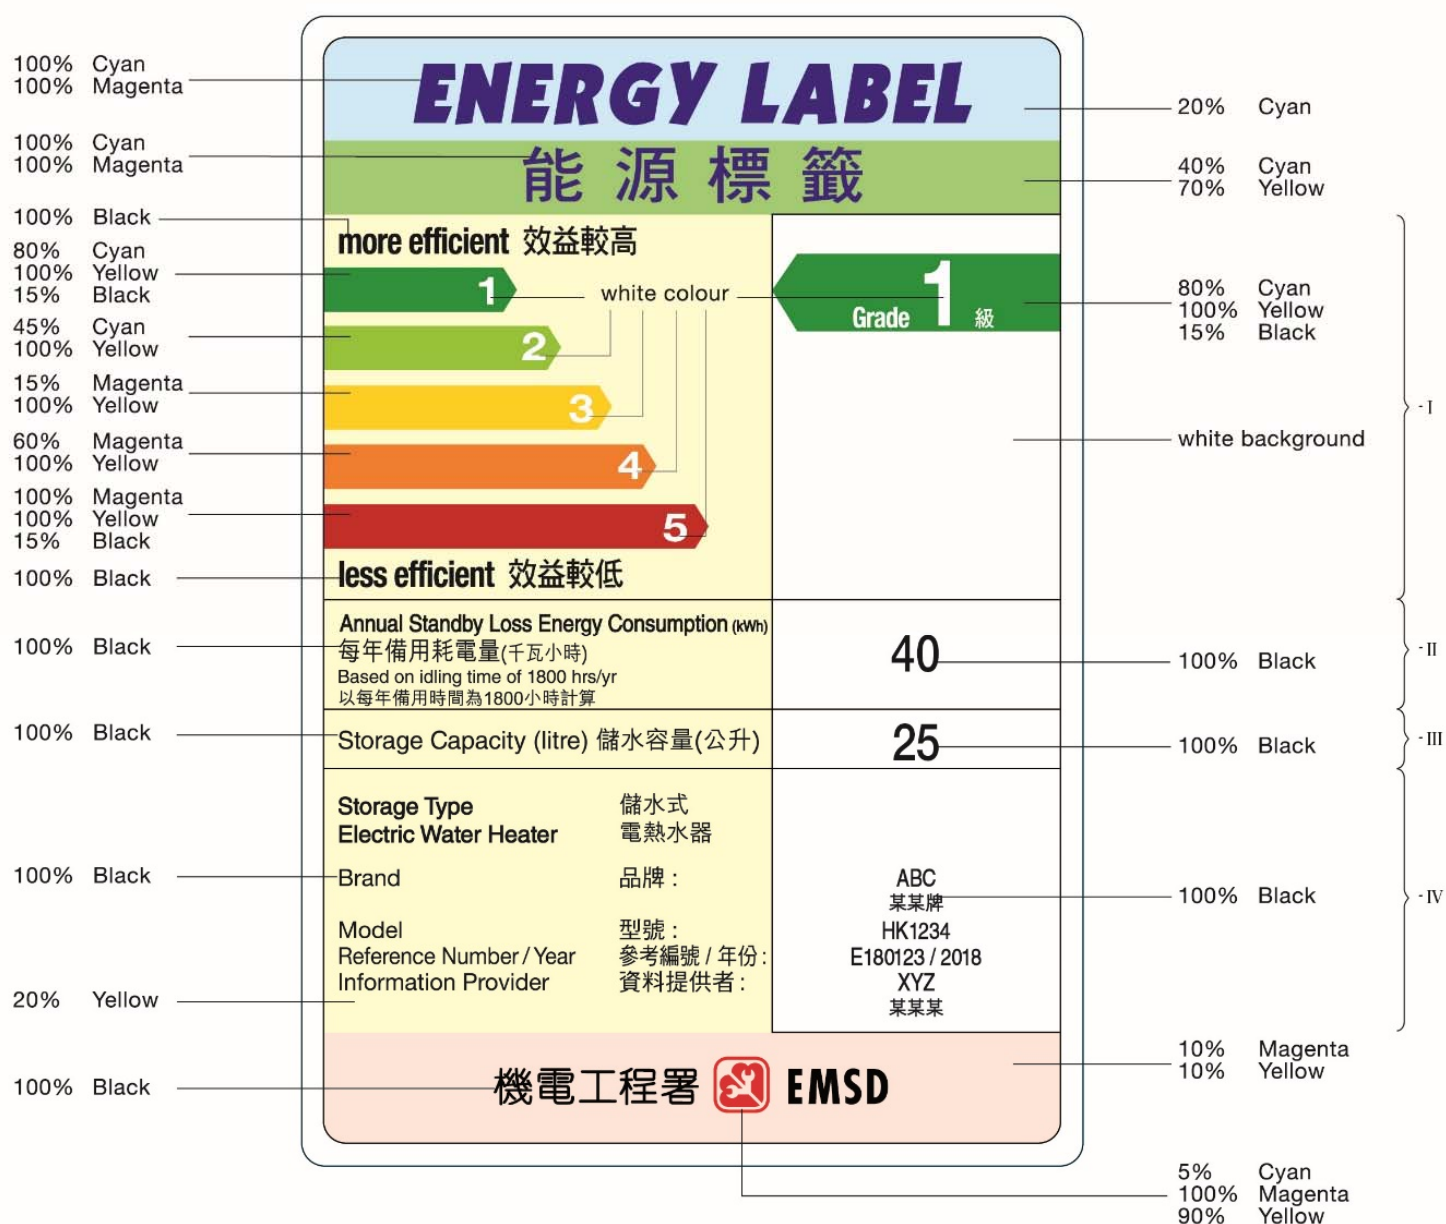 100% Cyan
100% Magenta
ENERGY LABEL
20% Cyan
100% Cyan
100% Magenta
能源標籤
40% Cyan
70% Yellow
100% Black
more efficient 效益較高
80% Cyan
100% Yellow
15% Black
1
white colour
1
Grade 級
80% Cyan
100% Yellow
15% Black
45% Cyan
100% Yellow
2
15% Magenta
100% Yellow
3
- I
60% Magenta
100% Yellow
4
white background
100% Magenta
100% Yellow
15% Black
5
100% Black
less efficient 效益較低
100% Black
Annual Standby Loss Energy Consumption (kWh)
每年備用耗電量(千瓦小時)
Based on idling time of 1800 hrs/yr
以每年備用時間為1800小時計算
40
100% Black
- II
100% Black
Storage Capacity (litre) 儲水容量(公升)
25
100% Black
- III
Storage Type 儲水式
Electric Water Heater 電熱水器
100% Black
Brand 品牌 :
ABC
某某牌
100% Black
- IV
Model 型號 :
HK1234
Reference Number / Year 參考編號 / 年份 :
E180123 / 2018
Information Provider 資料提供者 :
XYZ
某某某
20% Yellow
10% Magenta
10% Yellow
100% Black
機電工程署 EMSD
5% Cyan
100% Magenta
90% Yellow